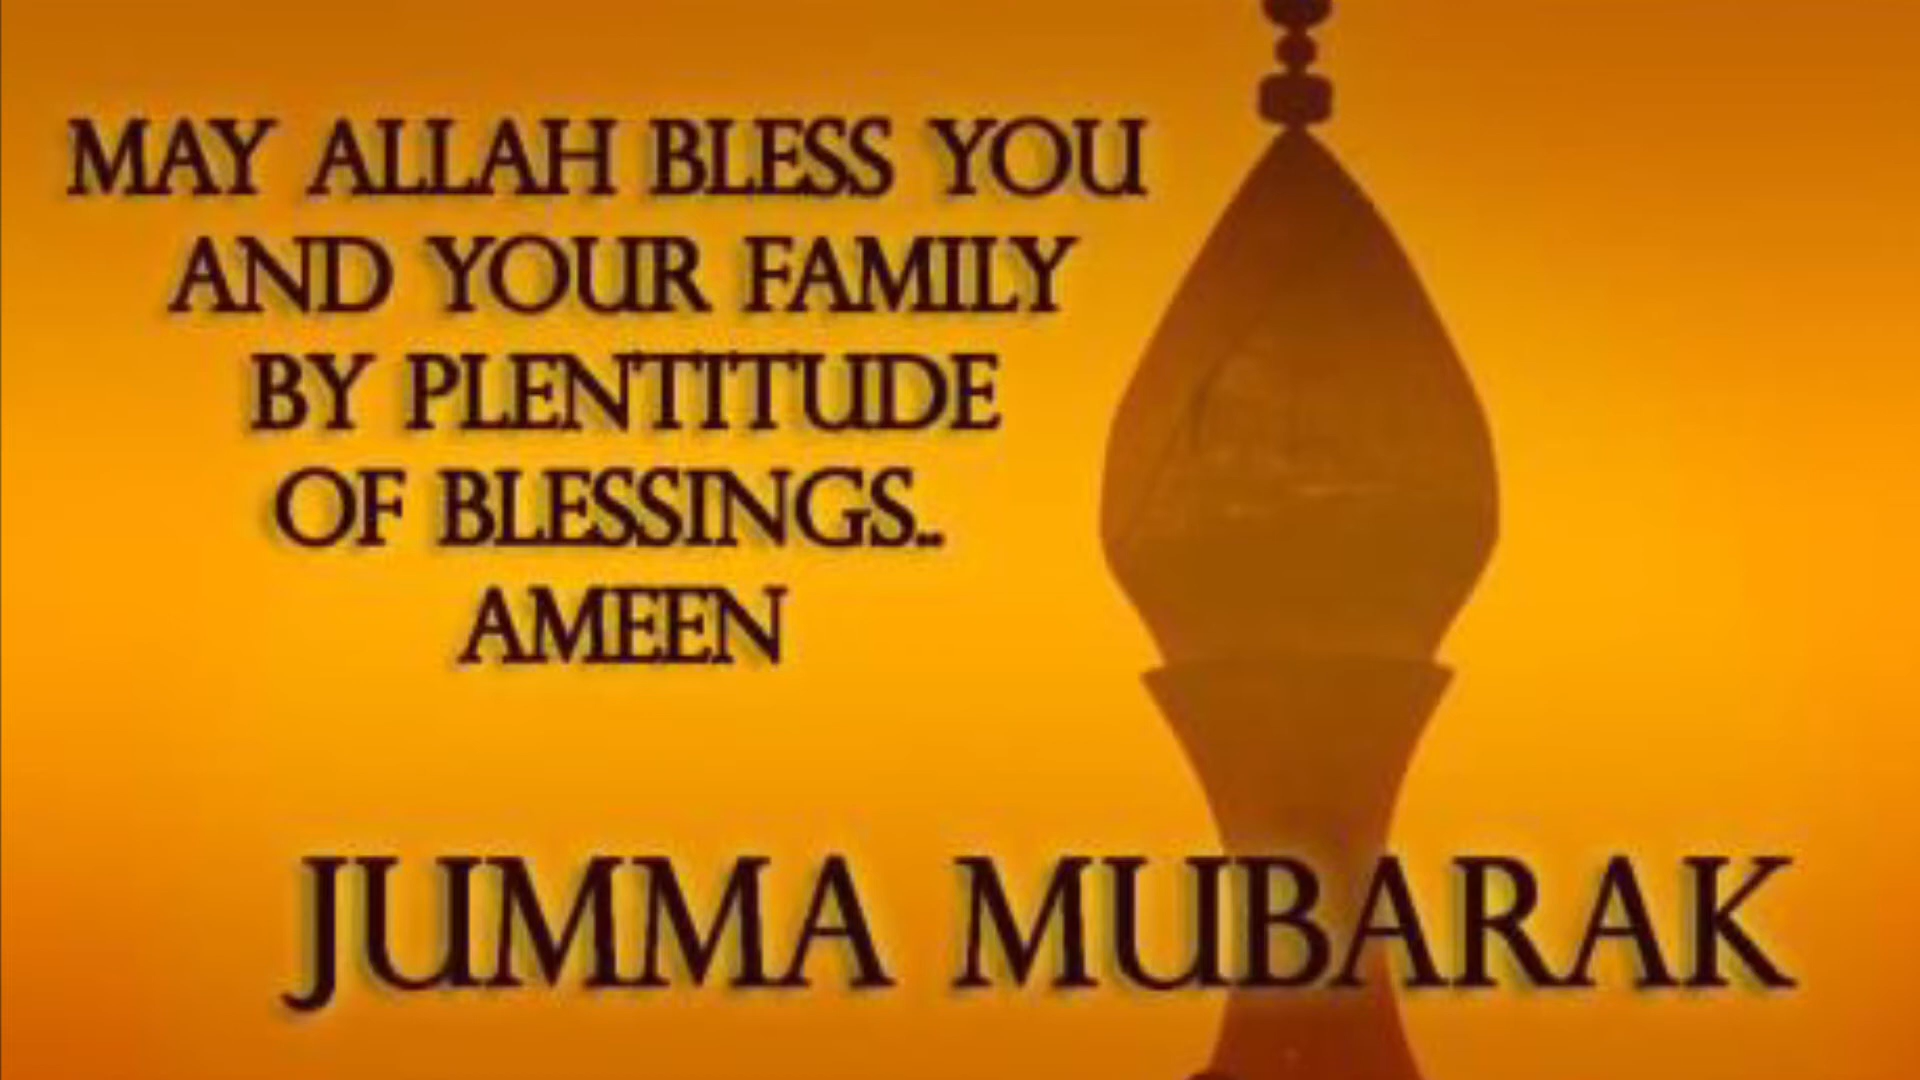 MAY ALLAH BLESS YOU
AND YOUR FAMILY
BY PLENTITUDE
OF BLESSINGS..
AMEEN
JUMMA MUBARAK